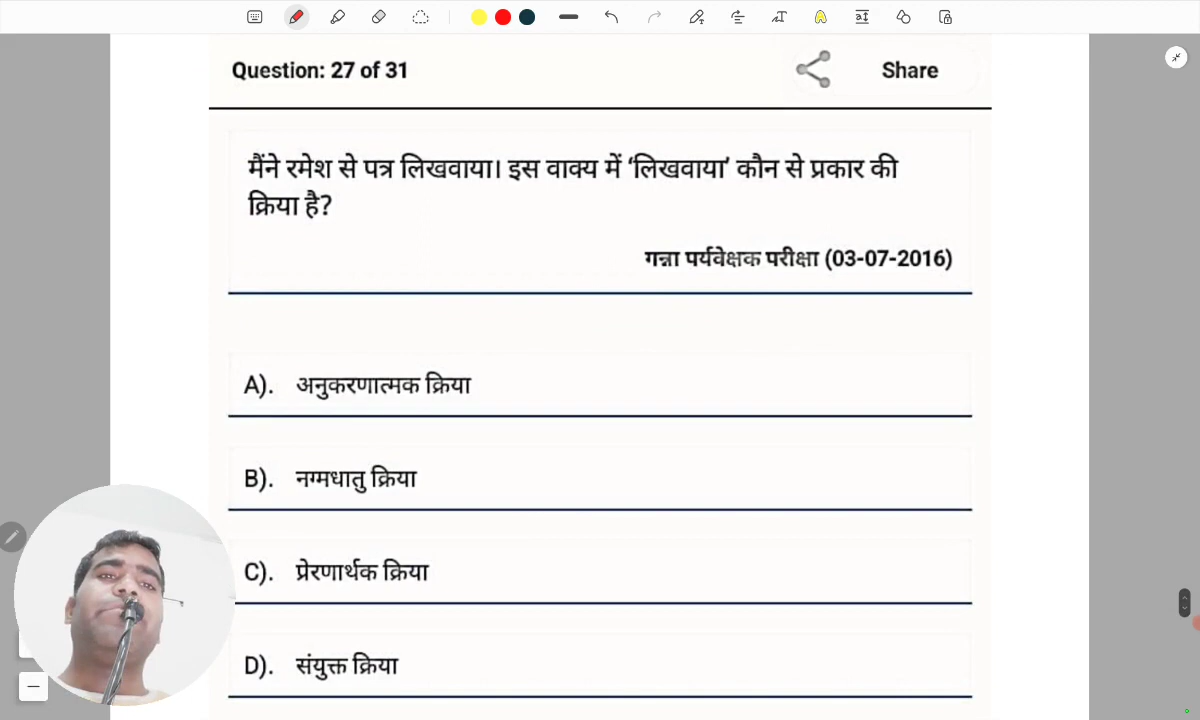 Question: 27 of 31
Share
मैंने रमेश से पत्र लिखवाया। इस वाक्य में 'लिखवाया' कौन से प्रकार की
क्रिया है?
गन्ना पर्यवेक्षक परीक्षा (03-07-2016)
A). अनुकरणात्मक क्रिया
B). नग्मधातु क्रिया
C). प्रेरणार्थक क्रिया
D). संयुक्त क्रिया